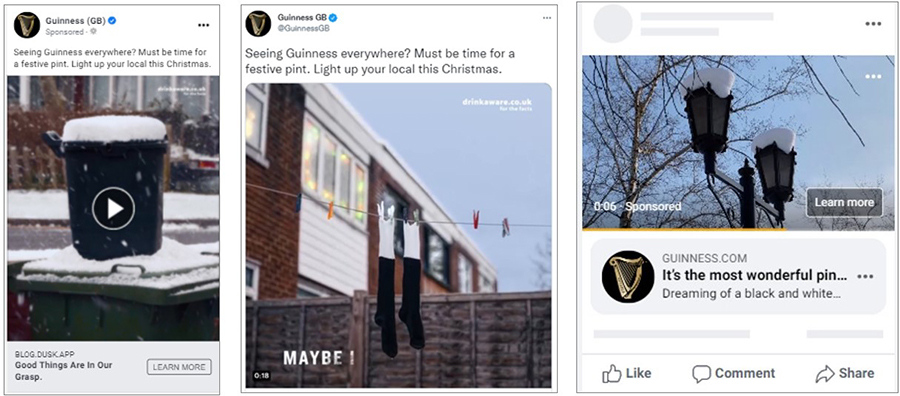 Guinness (GB)
Sponsored ·
Seeing Guinness everywhere? Must be time for
a festive pint. Light up your local this Christmas.
drinkaware.co.uk
for the facts
BLOG.DUSK.APP
Good Things Are In Our
Grasp.
LEARN MORE
Guinness GB
@GuinnessGB
Seeing Guinness everywhere? Must be time for a
festive pint. Light up your local this Christmas.
drinkaware.co.uk
for the facts
MAYBE I
0:18
0:06 · Sponsored
Learn more
GUINNESS.COM
It's the most wonderful pin...
Dreaming of a black and white...
Like
Comment
Share